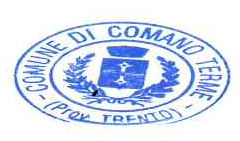 COMUNE DI COMANO TERME
- (Prov. TRENTO) -